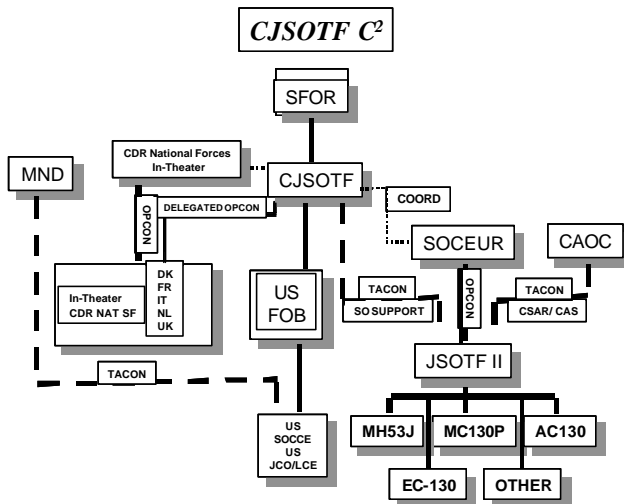 CJSOTF C²
SFOR
CDR National Forces
In-Theater
MND
CJSOTF
OPCON
DELEGATED OPCON
COORD
SOCEUR
CAOC
In-Theater
CDR NAT SF
DK
FR
IT
NL
UK
US
FOB
TACON
SO SUPPORT
OPCON
TACON
CSAR/ CAS
TACON
JSOTF II
US
SOCCE
US
JCO/LCE
MH53J
MC130P
AC130
EC-130
OTHER